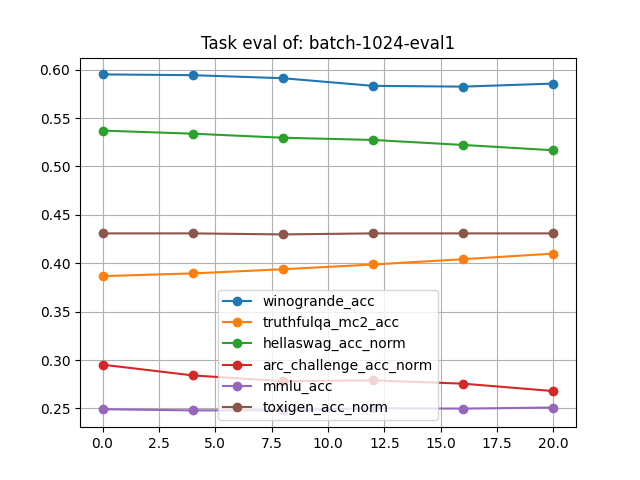 Task eval of: batch-1024-eval1
0.60
0.55
0.50
0.45
0.40
0.35
0.30
0.25
winogrande_acc
truthfulqa_mc2_acc
hellaswag_acc_norm
arc_challenge_acc_norm
mmlu_acc
toxigen_acc_norm
0.0 2.5 5.0 7.5 10.0 12.5 15.0 17.5 20.0